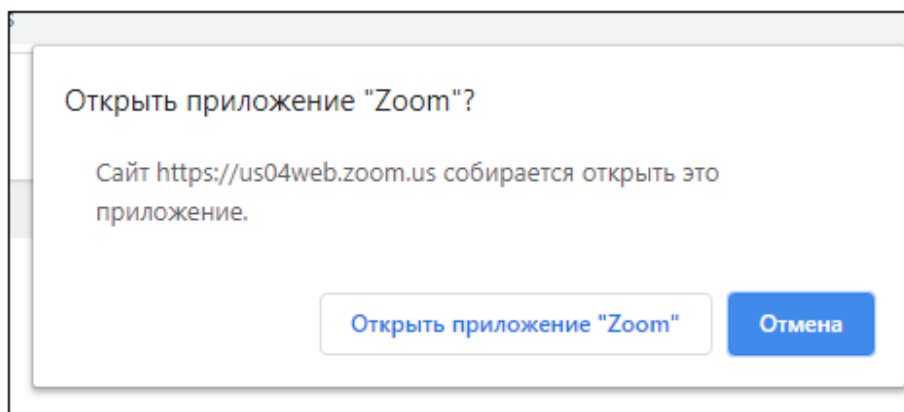 Открыть приложение "Zoom"?
Сайт https://us04web.zoom.us собирается открыть это
приложение.
Открыть приложение "Zoom" Отмена